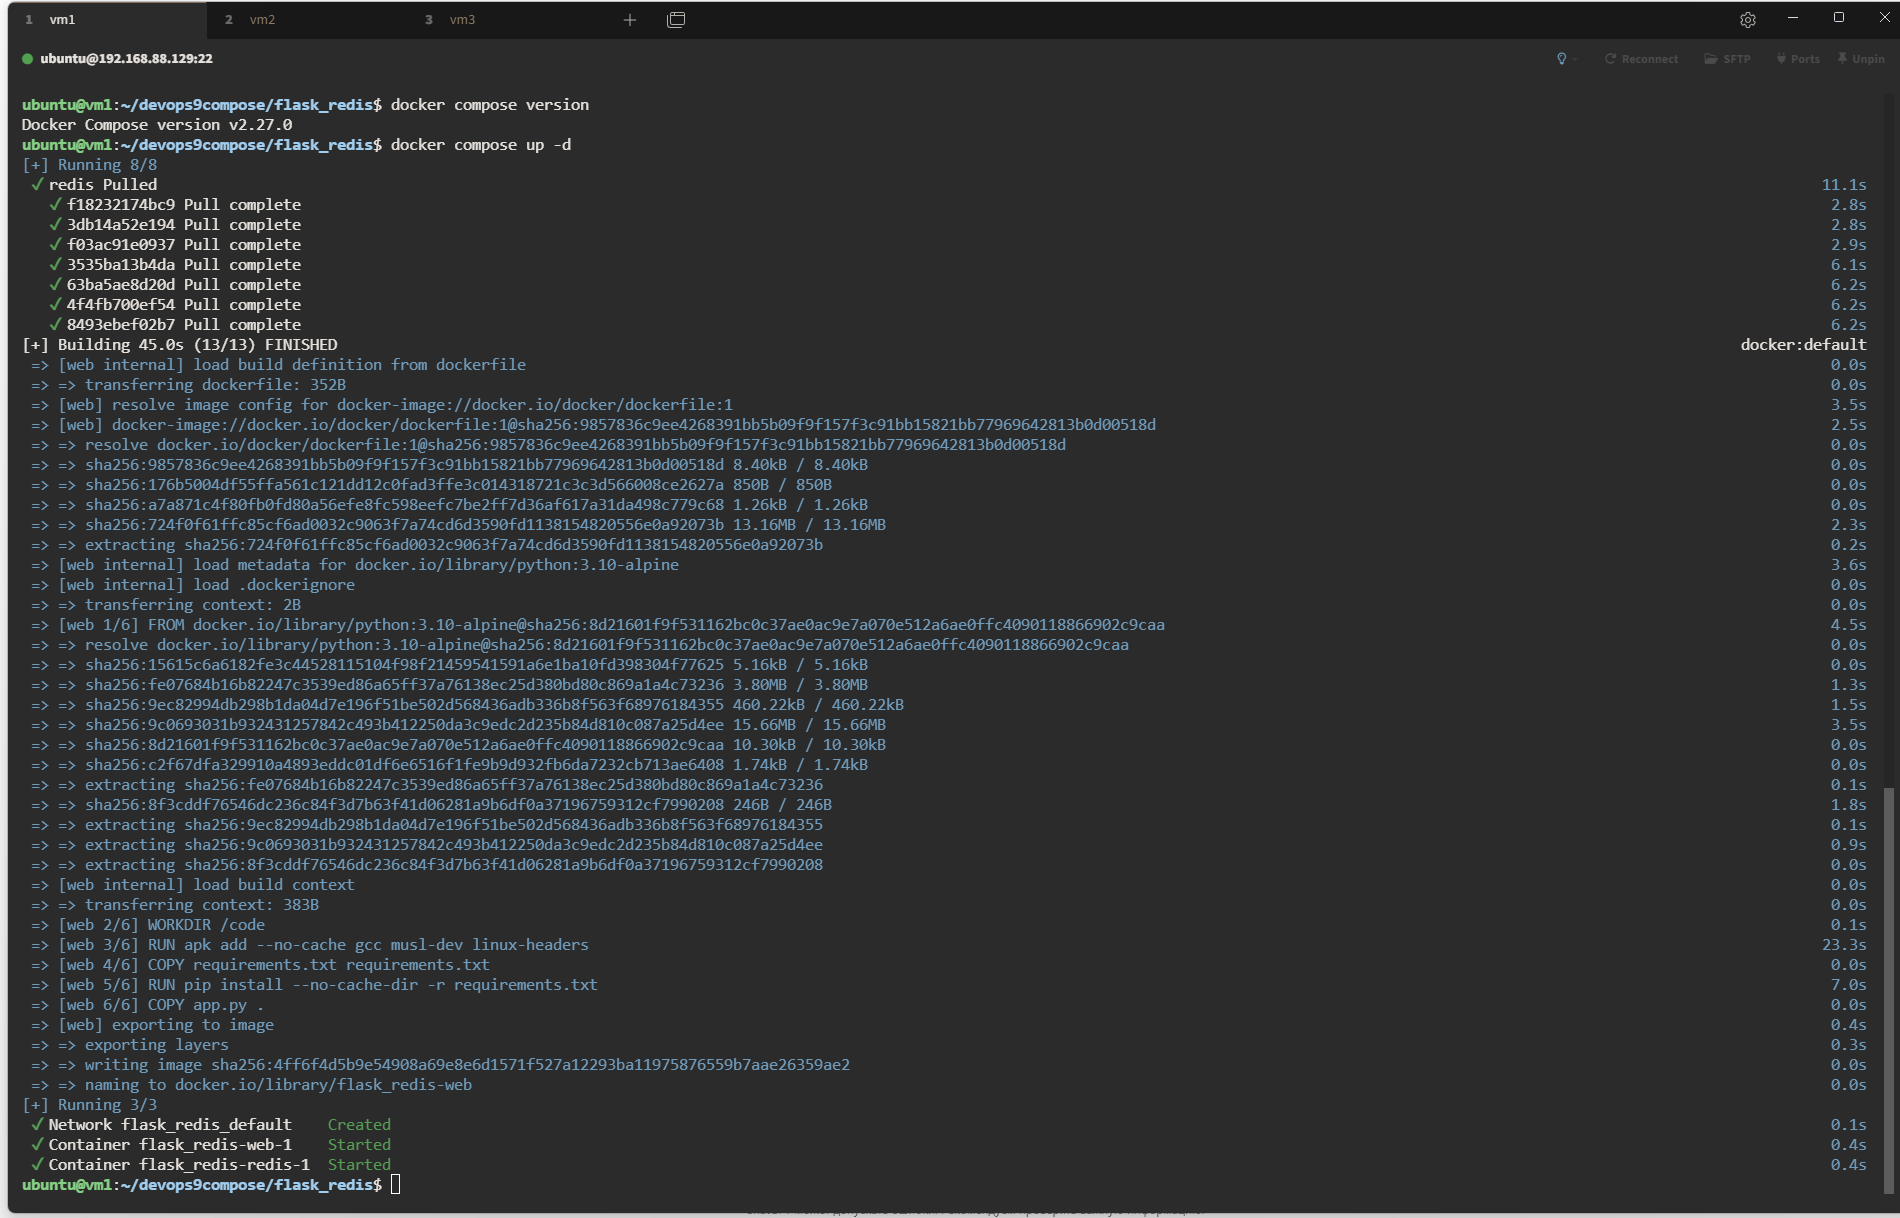 1 vm1 2 vm2 3 vm3
ubuntu@192.168.88.129:22 Reconnect SFTP Ports Unpin
ubuntu@vm1:~/devops9compose/flask_redis$ docker compose version
Docker Compose version v2.27.0
ubuntu@vm1:~/devops9compose/flask_redis$ docker compose up -d
[+] Running 8/8
✓ redis Pulled 11.1s
✓ f18232174bc9 Pull complete 2.8s
✓ 3db14a52e194 Pull complete 2.8s
✓ f03ac91e0937 Pull complete 2.9s
✓ 3535ba13b4da Pull complete 6.1s
✓ 63ba5ae8d20d Pull complete 6.2s
✓ 4f4fb700ef54 Pull complete 6.2s
✓ 8493ebef02b7 Pull complete 6.2s
[+] Building 45.0s (13/13) FINISHED docker:default
=> [web internal] load build definition from dockerfile 0.0s
=> => transferring dockerfile: 352B 0.0s
=> [web] resolve image config for docker-image://docker.io/docker/dockerfile:1 3.5s
=> [web] docker-image://docker.io/docker/dockerfile:1@sha256:9857836c9ee4268391bb5b09f9f157f3c91bb15821bb77969642813b0d00518d 2.5s
=> => resolve docker.io/docker/dockerfile:1@sha256:9857836c9ee4268391bb5b09f9f157f3c91bb15821bb77969642813b0d00518d 0.0s
=> => sha256:9857836c9ee4268391bb5b09f9f157f3c91bb15821bb77969642813b0d00518d 8.40kB / 8.40kB 0.0s
=> => sha256:176b5004df55ffa561c121dd12c0fad3ffe3c014318721c3c3d566008ce2627a 850B / 850B 0.0s
=> => sha256:a7a871c4f80fb0fd80a56efe8fc598eefc7be2ff7d36af617a31da498c779c68 1.26kB / 1.26kB 0.0s
=> => sha256:724f0f61ffc85cf6ad0032c9063f7a74cd6d3590fd1138154820556e0a92073b 13.16MB / 13.16MB 2.3s
=> => extracting sha256:724f0f61ffc85cf6ad0032c9063f7a74cd6d3590fd1138154820556e0a92073b 0.2s
=> [web internal] load metadata for docker.io/library/python:3.10-alpine 3.6s
=> [web internal] load .dockerignore 0.0s
=> => transferring context: 2B 0.0s
=> [web 1/6] FROM docker.io/library/python:3.10-alpine@sha256:8d21601f9f531162bc0c37ae0ac9e7a070e512a6ae0ffc4090118866902c9caa 4.5s
=> => resolve docker.io/library/python:3.10-alpine@sha256:8d21601f9f531162bc0c37ae0ac9e7a070e512a6ae0ffc4090118866902c9caa 0.0s
=> => sha256:15615c6a6182fe3c44528115104f98f21459541591a6e1ba10fd398304f77625 5.16kB / 5.16kB 0.0s
=> => sha256:fe07684b16b82247c3539ed86a65ff37a76138ec25d380bd80c869a1a4c73236 3.80MB / 3.80MB 1.3s
=> => sha256:9ec82994db298b1da04d7e196f51be502d568436adb336b8f563f68976184355 460.22kB / 460.22kB 1.5s
=> => sha256:9c0693031b932431257842c493b412250da3c9edc2d235b84d810c087a25d4ee 15.66MB / 15.66MB 3.5s
=> => sha256:8d21601f9f531162bc0c37ae0ac9e7a070e512a6ae0ffc4090118866902c9caa 10.30kB / 10.30kB 0.0s
=> => sha256:c2f67dfa329910a4893eddc01df6e6516f1fe9b9d932fb6da7232cb713ae6408 1.74kB / 1.74kB 0.0s
=> => extracting sha256:fe07684b16b82247c3539ed86a65ff37a76138ec25d380bd80c869a1a4c73236 0.1s
=> => sha256:8f3cddf76546dc236c84f3d7b63f41d06281a9b6df0a37196759312cf7990208 246B / 246B 1.8s
=> => extracting sha256:9ec82994db298b1da04d7e196f51be502d568436adb336b8f563f68976184355 0.1s
=> => extracting sha256:9c0693031b932431257842c493b412250da3c9edc2d235b84d810c087a25d4ee 0.9s
=> => extracting sha256:8f3cddf76546dc236c84f3d7b63f41d06281a9b6df0a37196759312cf7990208 0.0s
=> [web internal] load build context 0.0s
=> => transferring context: 383B 0.0s
=> [web 2/6] WORKDIR /code 0.1s
=> [web 3/6] RUN apk add --no-cache gcc musl-dev linux-headers 23.3s
=> [web 4/6] COPY requirements.txt requirements.txt 0.0s
=> [web 5/6] RUN pip install --no-cache-dir -r requirements.txt 7.0s
=> [web 6/6] COPY app.py . 0.0s
=> [web] exporting to image 0.4s
=> => exporting layers 0.3s
=> => writing image sha256:4ff6f4d5b9e54908a69e8e6d1571f527a12293ba11975876559b7aae26359ae2 0.0s
=> => naming to docker.io/library/flask_redis-web 0.0s
[+] Running 3/3
✓ Network flask_redis_default Created 0.1s
✓ Container flask_redis-web-1 Started 0.4s
✓ Container flask_redis-redis-1 Started 0.4s
ubuntu@vm1:~/devops9compose/flask_redis$